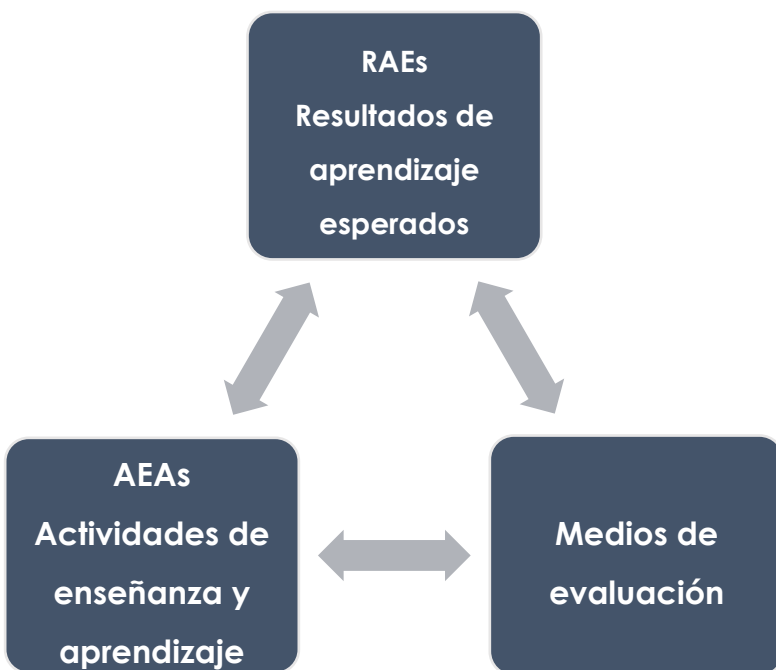 RAEs
Resultados de
aprendizaje
esperados
AEAs
Actividades de
enseñanza y
aprendizaje
Medios de
evaluación